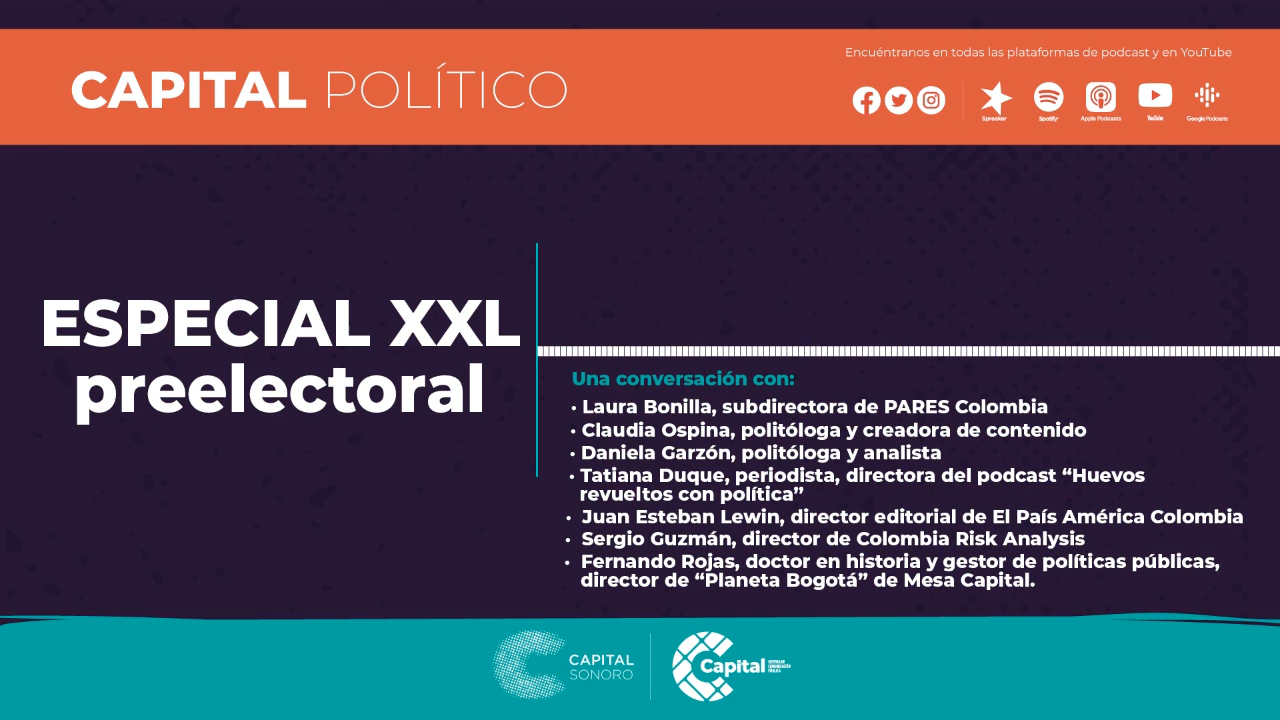 Encuéntranos en todas las plataformas de podcast y en YouTube
CAPITAL POLÍTICO
Spreaker
Spotify
Apple Podcasts
YouTube
Google Podcasts
ESPECIAL XXL
preelectoral
Una conversación con:
• Laura Bonilla, subdirectora de PARES Colombia
• Claudia Ospina, politóloga y creadora de contenido
• Daniela Garzón, politóloga y analista
• Tatiana Duque, periodista, directora del podcast “Huevos
revueltos con política”
• Juan Esteban Lewin, director editorial de El País América Colombia
• Sergio Guzmán, director de Colombia Risk Analysis
• Fernando Rojas, doctor en historia y gestor de políticas públicas,
director de “Planeta Bogotá” de Mesa Capital.
CAPITAL
SONORO
Capital
SISTEMA DE
COMUNICACIÓN
PÚBLICA